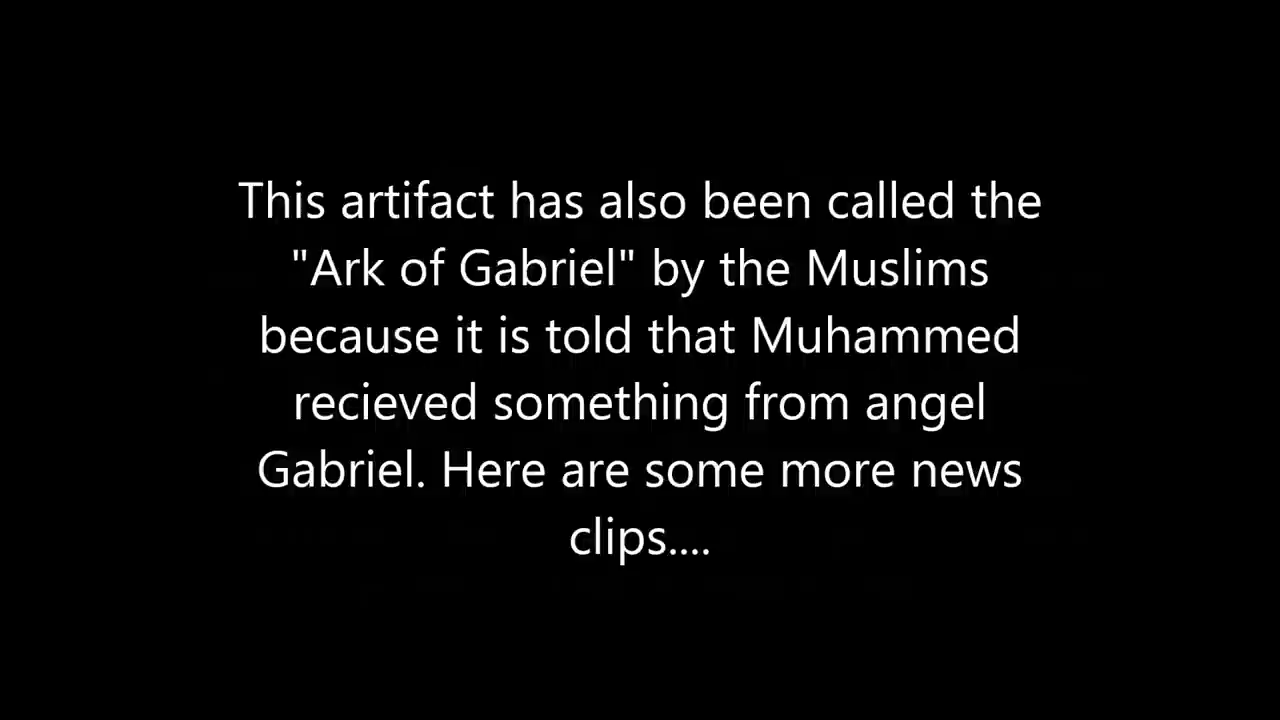 This artifact has also been called the
"Ark of Gabriel" by the Muslims
because it is told that Muhammed
recieved something from angel
Gabriel. Here are some more news
clips....